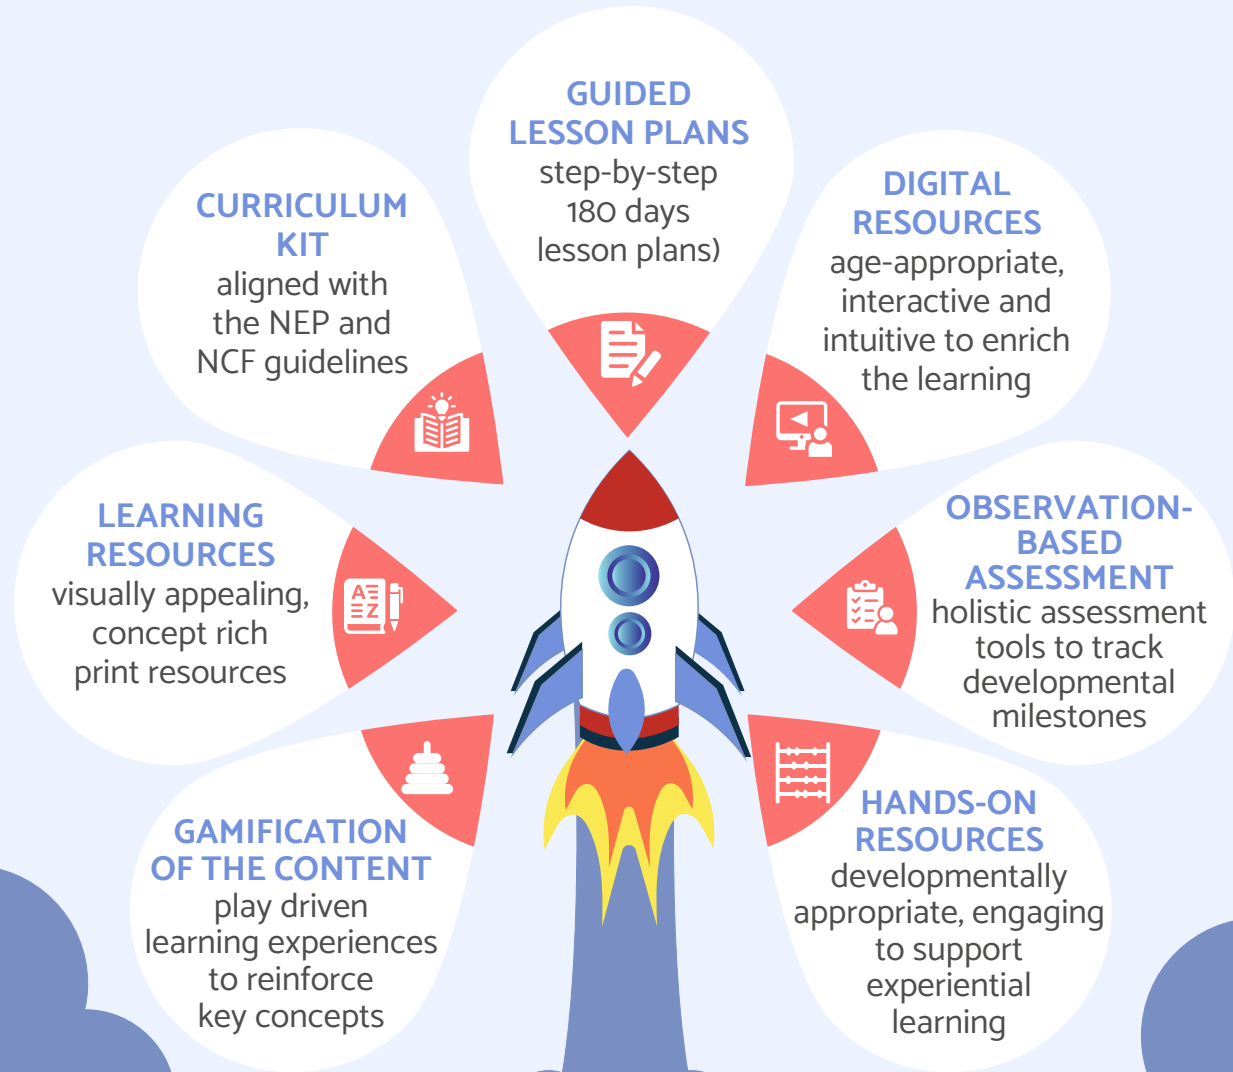 GUIDED
LESSON PLANS
step-by-step
180 days
lesson plans)
CURRICULUM
KIT
aligned with
the NEP and
NCF guidelines
DIGITAL
RESOURCES
age-appropriate,
interactive and
intuitive to enrich
the learning
LEARNING
RESOURCES
visually appealing,
concept rich
print resources
A
Z
OBSERVATION-
BASED
ASSESSMENT
holistic assessment
tools to track
developmental
milestones
GAMIFICATION
OF THE CONTENT
play driven
learning experiences
to reinforce
key concepts
HANDS-ON
RESOURCES
developmentally
appropriate, engaging
to support
experiential
learning